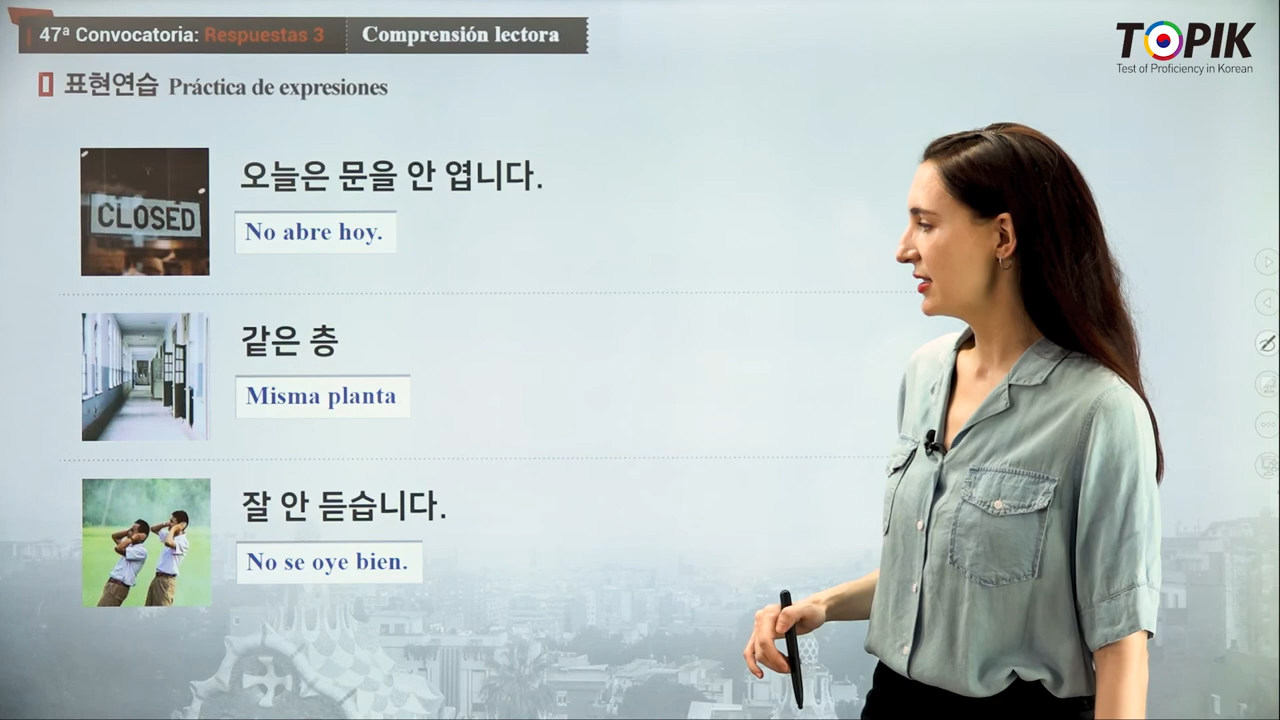 47ª Convocatoria: Respuestas 3 Comprensión lectora
TOPIK
Test of Proficiency in Korean
표현연습 Práctica de expresiones
CLOSED
오늘은 문을 안 엽니다.
No abre hoy.
같은 층
Misma planta
잘 안 듣습니다.
No se oye bien.